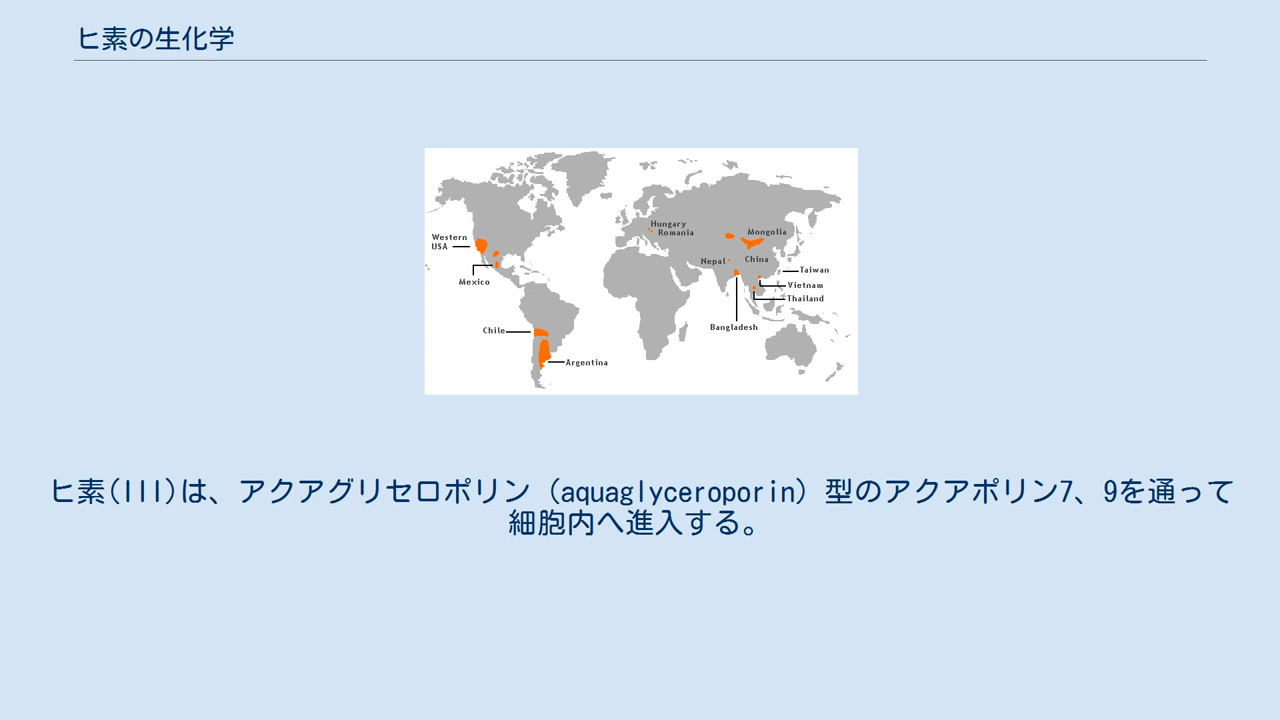 ヒ素の生化学
Hungary
Romania
Western
USA
Mongolia
Nepal
China
Taiwan
Mexico
Vietnam
Thailand
Bangladesh
Chile
Argentina
ヒ素(III)は、アクアグリセロポリン（aquaglyceroporin）型のアクアポリン7、9を通って
細胞内へ進入する。